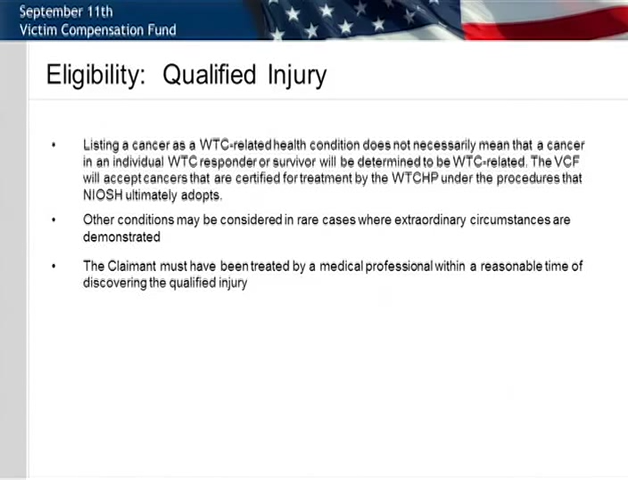 September 11th
Victim Compensation Fund
Eligibility: Qualified Injury
• Listing a cancer as a WTC-related health condition does not necessarily mean that a cancer
in an individual WTC responder or survivor will be determined to be WTC-related. The VCF
will accept cancers that are certified for treatment by the WTCHP under the procedures that
NIOSH ultimately adopts.
• Other conditions may be considered in rare cases where extraordinary circumstances are
demonstrated
• The Claimant must have been treated by a medical professional within a reasonable time of
discovering the qualified injury